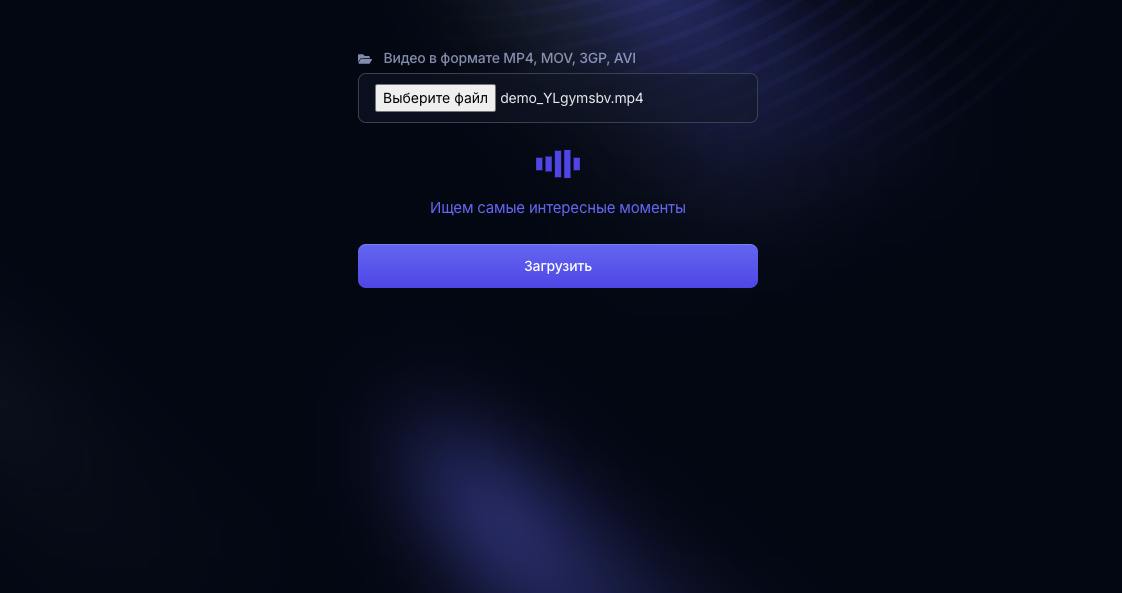 Видео в формате MP4, MOV, 3GP, AVI
Выберите файл demo_YLgymsbv.mp4
Ищем самые интересные моменты
Загрузить